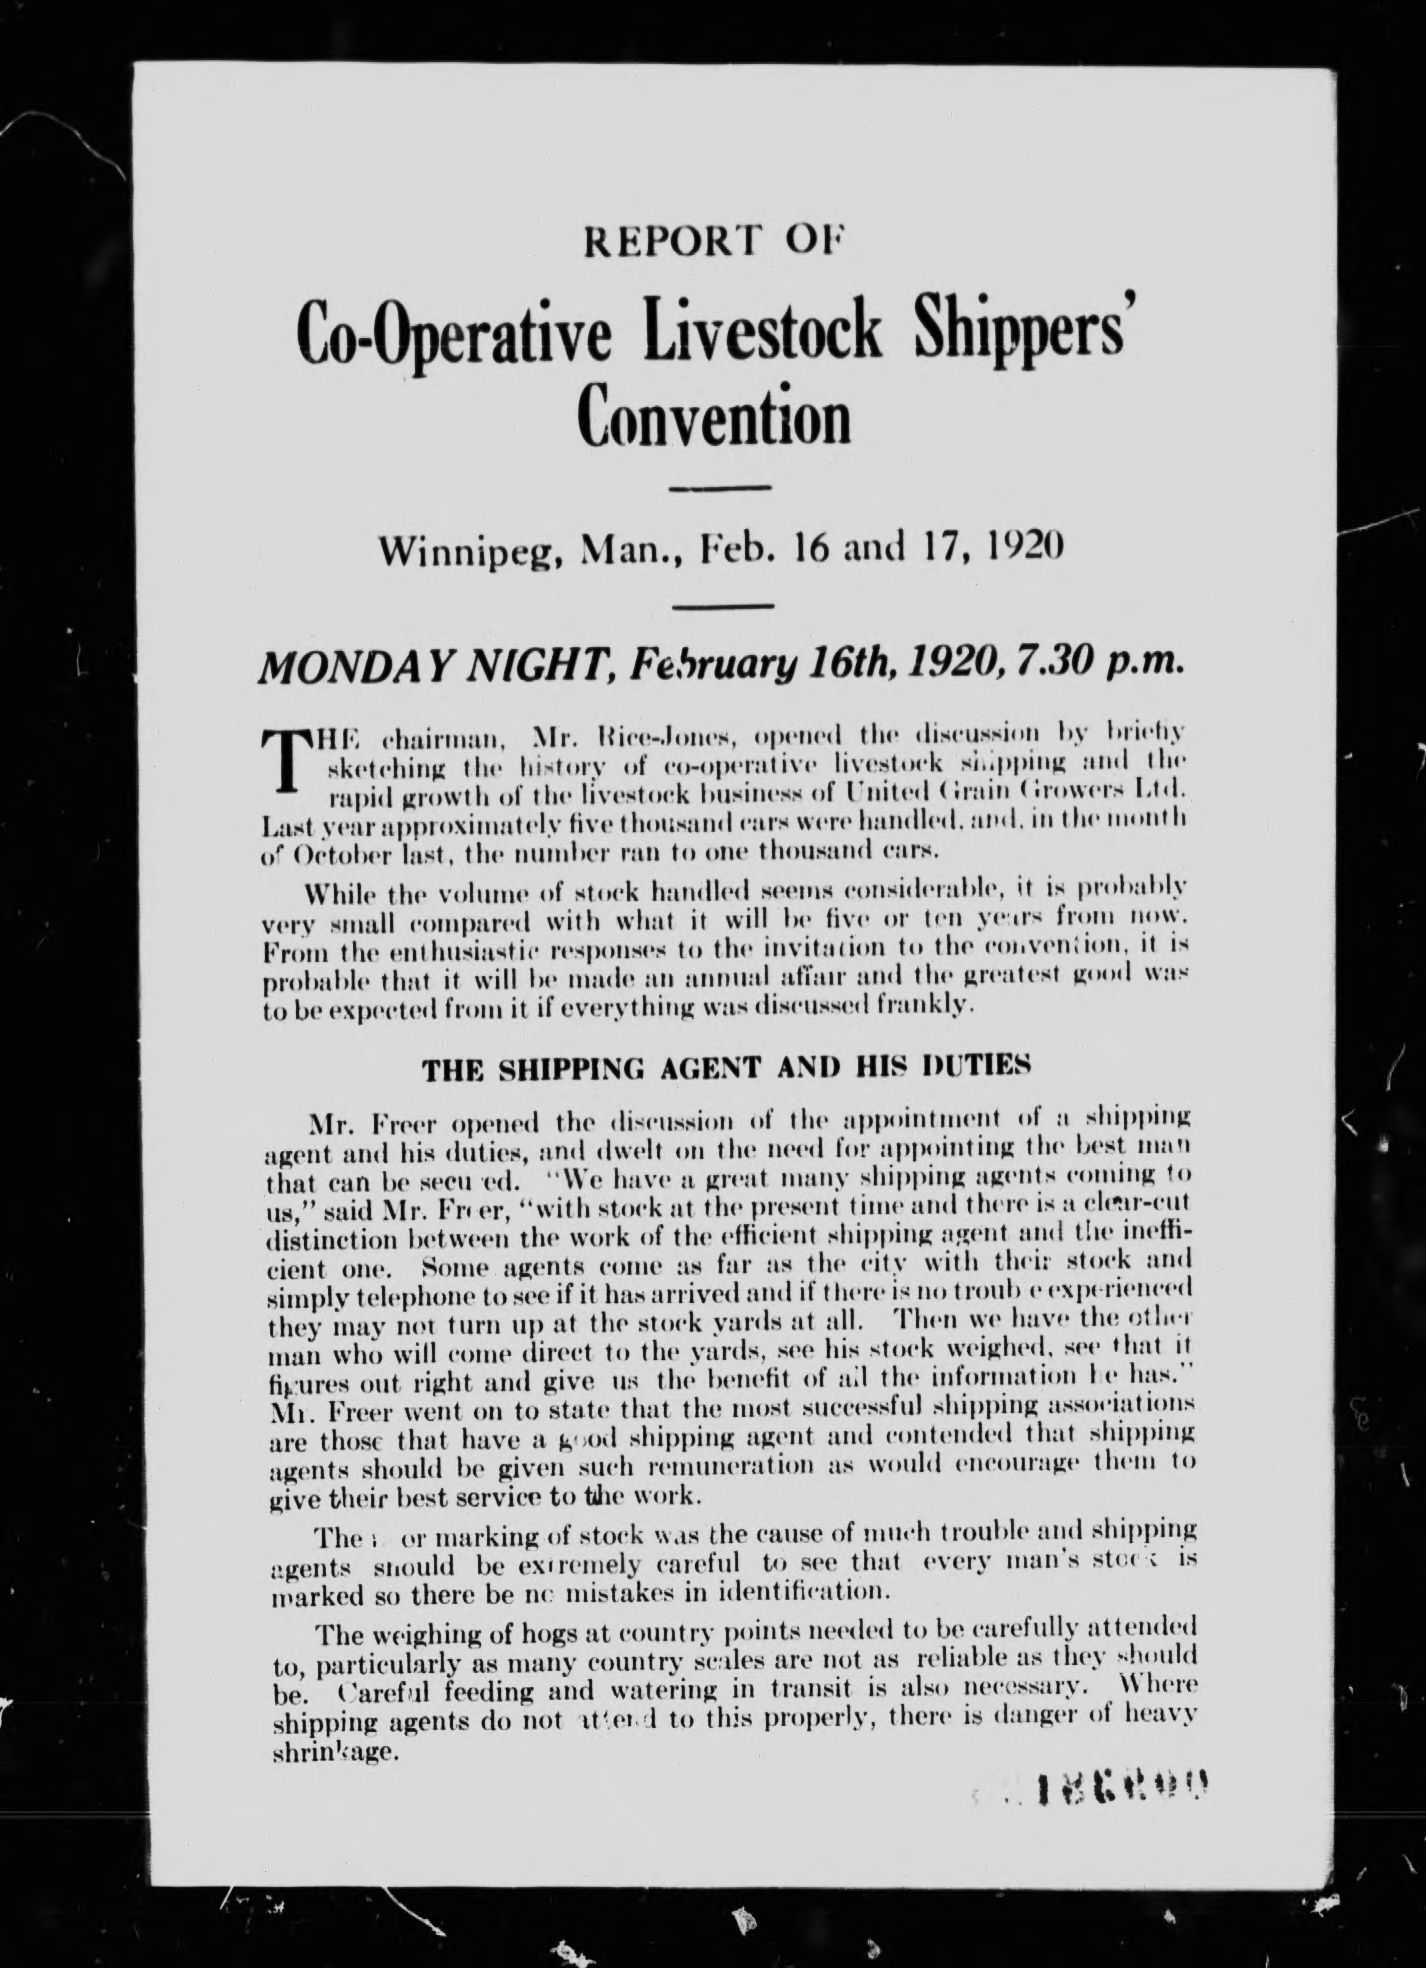 REPORT OF
Co-Operative Livestock Shippers'
Convention
Winnipeg, Man., Feb. 16 and 17, 1920
MONDAY NIGHT, February 16th, 1920, 7.30 p.m.
THE chairman, Mr. Rice-Jones, opened the discussion by briefly
sketching the history of co-operative livestock shipping and the
rapid growth of the livestock business of United Grain Growers Ltd.
Last year approximately five thousand cars were handled, and, in the month
of October last, the number ran to one thousand cars.
While the volume of stock handled seems considerable, it is probably
very small compared with what it will be five or ten years from now.
From the enthusiastic responses to the invitation to the convention, it is
probable that it will be made an annual affair and the greatest good was
to be expected from it if everything was discussed frankly.
THE SHIPPING AGENT AND HIS DUTIES
Mr. Freer opened the discussion of the appointment of a shipping
agent and his duties, and dwelt on the need for appointing the best man
that can be secured. "We have a great many shipping agents coming to
us," said Mr. Freer, "with stock at the present time and there is a clear-cut
distinction between the work of the efficient shipping agent and the ineffi-
cient one. Some agents come as far as the city with their stock and
simply telephone to see if it has arrived and if there is no trouble experienced
they may not turn up at the stock yards at all. Then we have the other
man who will come direct to the yards, see his stock weighed, see that it
figures out right and give us the benefit of all the information he has."
Mr. Freer went on to state that the most successful shipping associations
are those that have a good shipping agent and contended that shipping
agents should be given such remuneration as would encourage them to
give their best service to the work.
The or marking of stock was the cause of much trouble and shipping
agents should be extremely careful to see that every man's stock is
marked so there be no mistakes in identification.
The weighing of hogs at country points needed to be carefully attended
to, particularly as many country scales are not as reliable as they should
be. Careful feeding and watering in transit is also necessary. Where
shipping agents do not attend to this properly, there is danger of heavy
shrinkage.